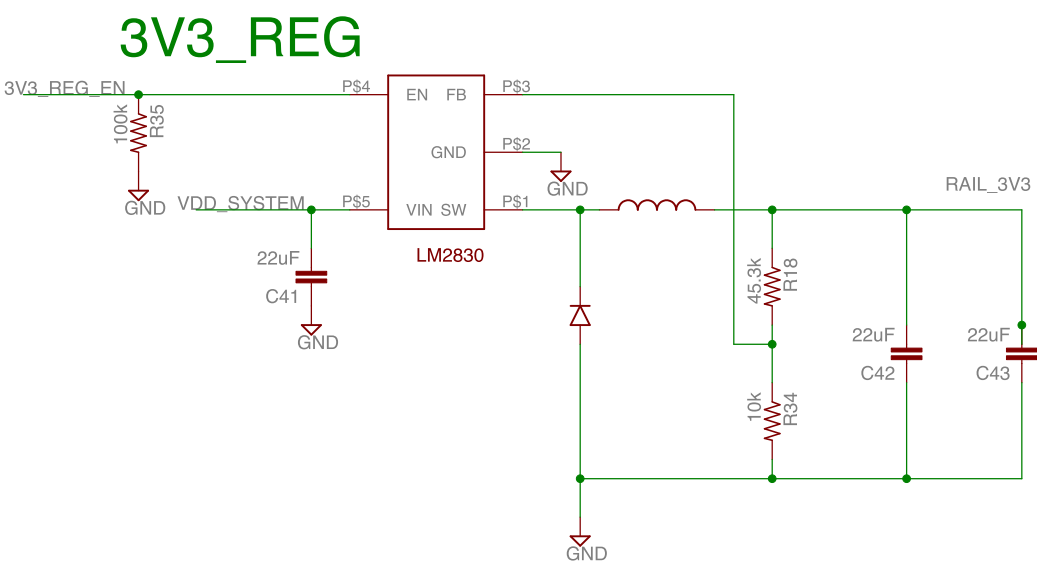 3V3_REG
3V3_REG_EN
P$4
EN
FB
P$3
100k
R35
GND
P$2
GND
GND
VDD_SYSTEM
P$5
VIN
SW
P$1
RAIL_3V3
LM2830
22uF
C41
GND
45.3k
R18
22uF
C42
22uF
C43
10k
R34
GND